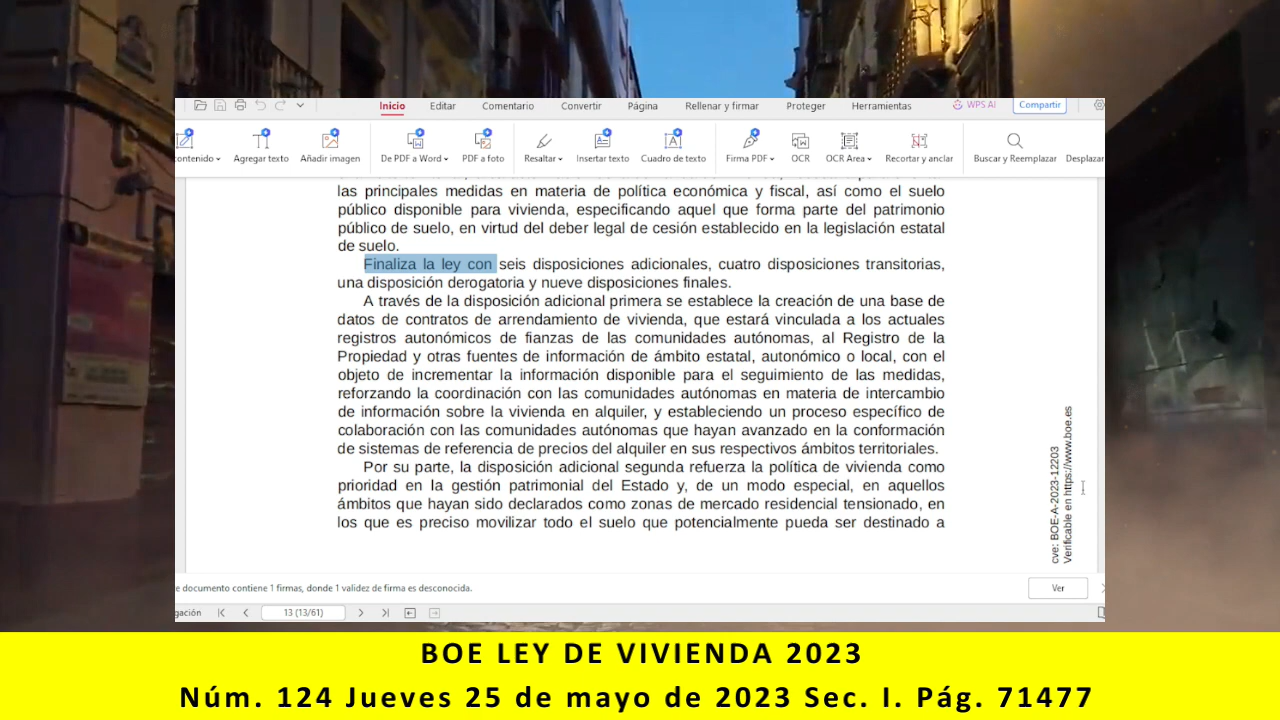 Inicio Editar Comentario Convertir Página Rellenar y firmar Proteger Herramientas WPS AI Compartir
ontenido Agregar texto Añadir imagen De PDF a Word PDF a foto Resaltar Insertar texto Cuadro de texto Firma PDF OCR OCR Area Recortar y anclar Buscar y Reemplazar Desplazar
las principales medidas en materia de política económica y fiscal, así como el suelo
público disponible para vivienda, especificando aquel que forma parte del patrimonio
público de suelo, en virtud del deber legal de cesión establecido en la legislación estatal
de suelo.
Finaliza la ley con seis disposiciones adicionales, cuatro disposiciones transitorias,
una disposición derogatoria y nueve disposiciones finales.
A través de la disposición adicional primera se establece la creación de una base de
datos de contratos de arrendamiento de vivienda, que estará vinculada a los actuales
registros autonómicos de fianzas de las comunidades autónomas, al Registro de la
Propiedad y otras fuentes de información de ámbito estatal, autonómico o local, con el
objeto de incrementar la información disponible para el seguimiento de las medidas,
reforzando la coordinación con las comunidades autónomas en materia de intercambio
de información sobre la vivienda en alquiler, y estableciendo un proceso específico de
colaboración con las comunidades autónomas que hayan avanzado en la conformación
de sistemas de referencia de precios del alquiler en sus respectivos ámbitos territoriales.
Por su parte, la disposición adicional segunda refuerza la política de vivienda como
prioridad en la gestión patrimonial del Estado y, de un modo especial, en aquellos
ámbitos que hayan sido declarados como zonas de mercado residencial tensionado, en
los que es preciso movilizar todo el suelo que potencialmente pueda ser destinado a
cve: BOE-A-2023-12203
Verificable en https://www.boe.es
e documento contiene 1 firmas, donde 1 validez de firma es desconocida.
Ver
gación 13 (13/61)
BOE LEY DE VIVIENDA 2023
Núm. 124 Jueves 25 de mayo de 2023 Sec. I. Pág. 71477